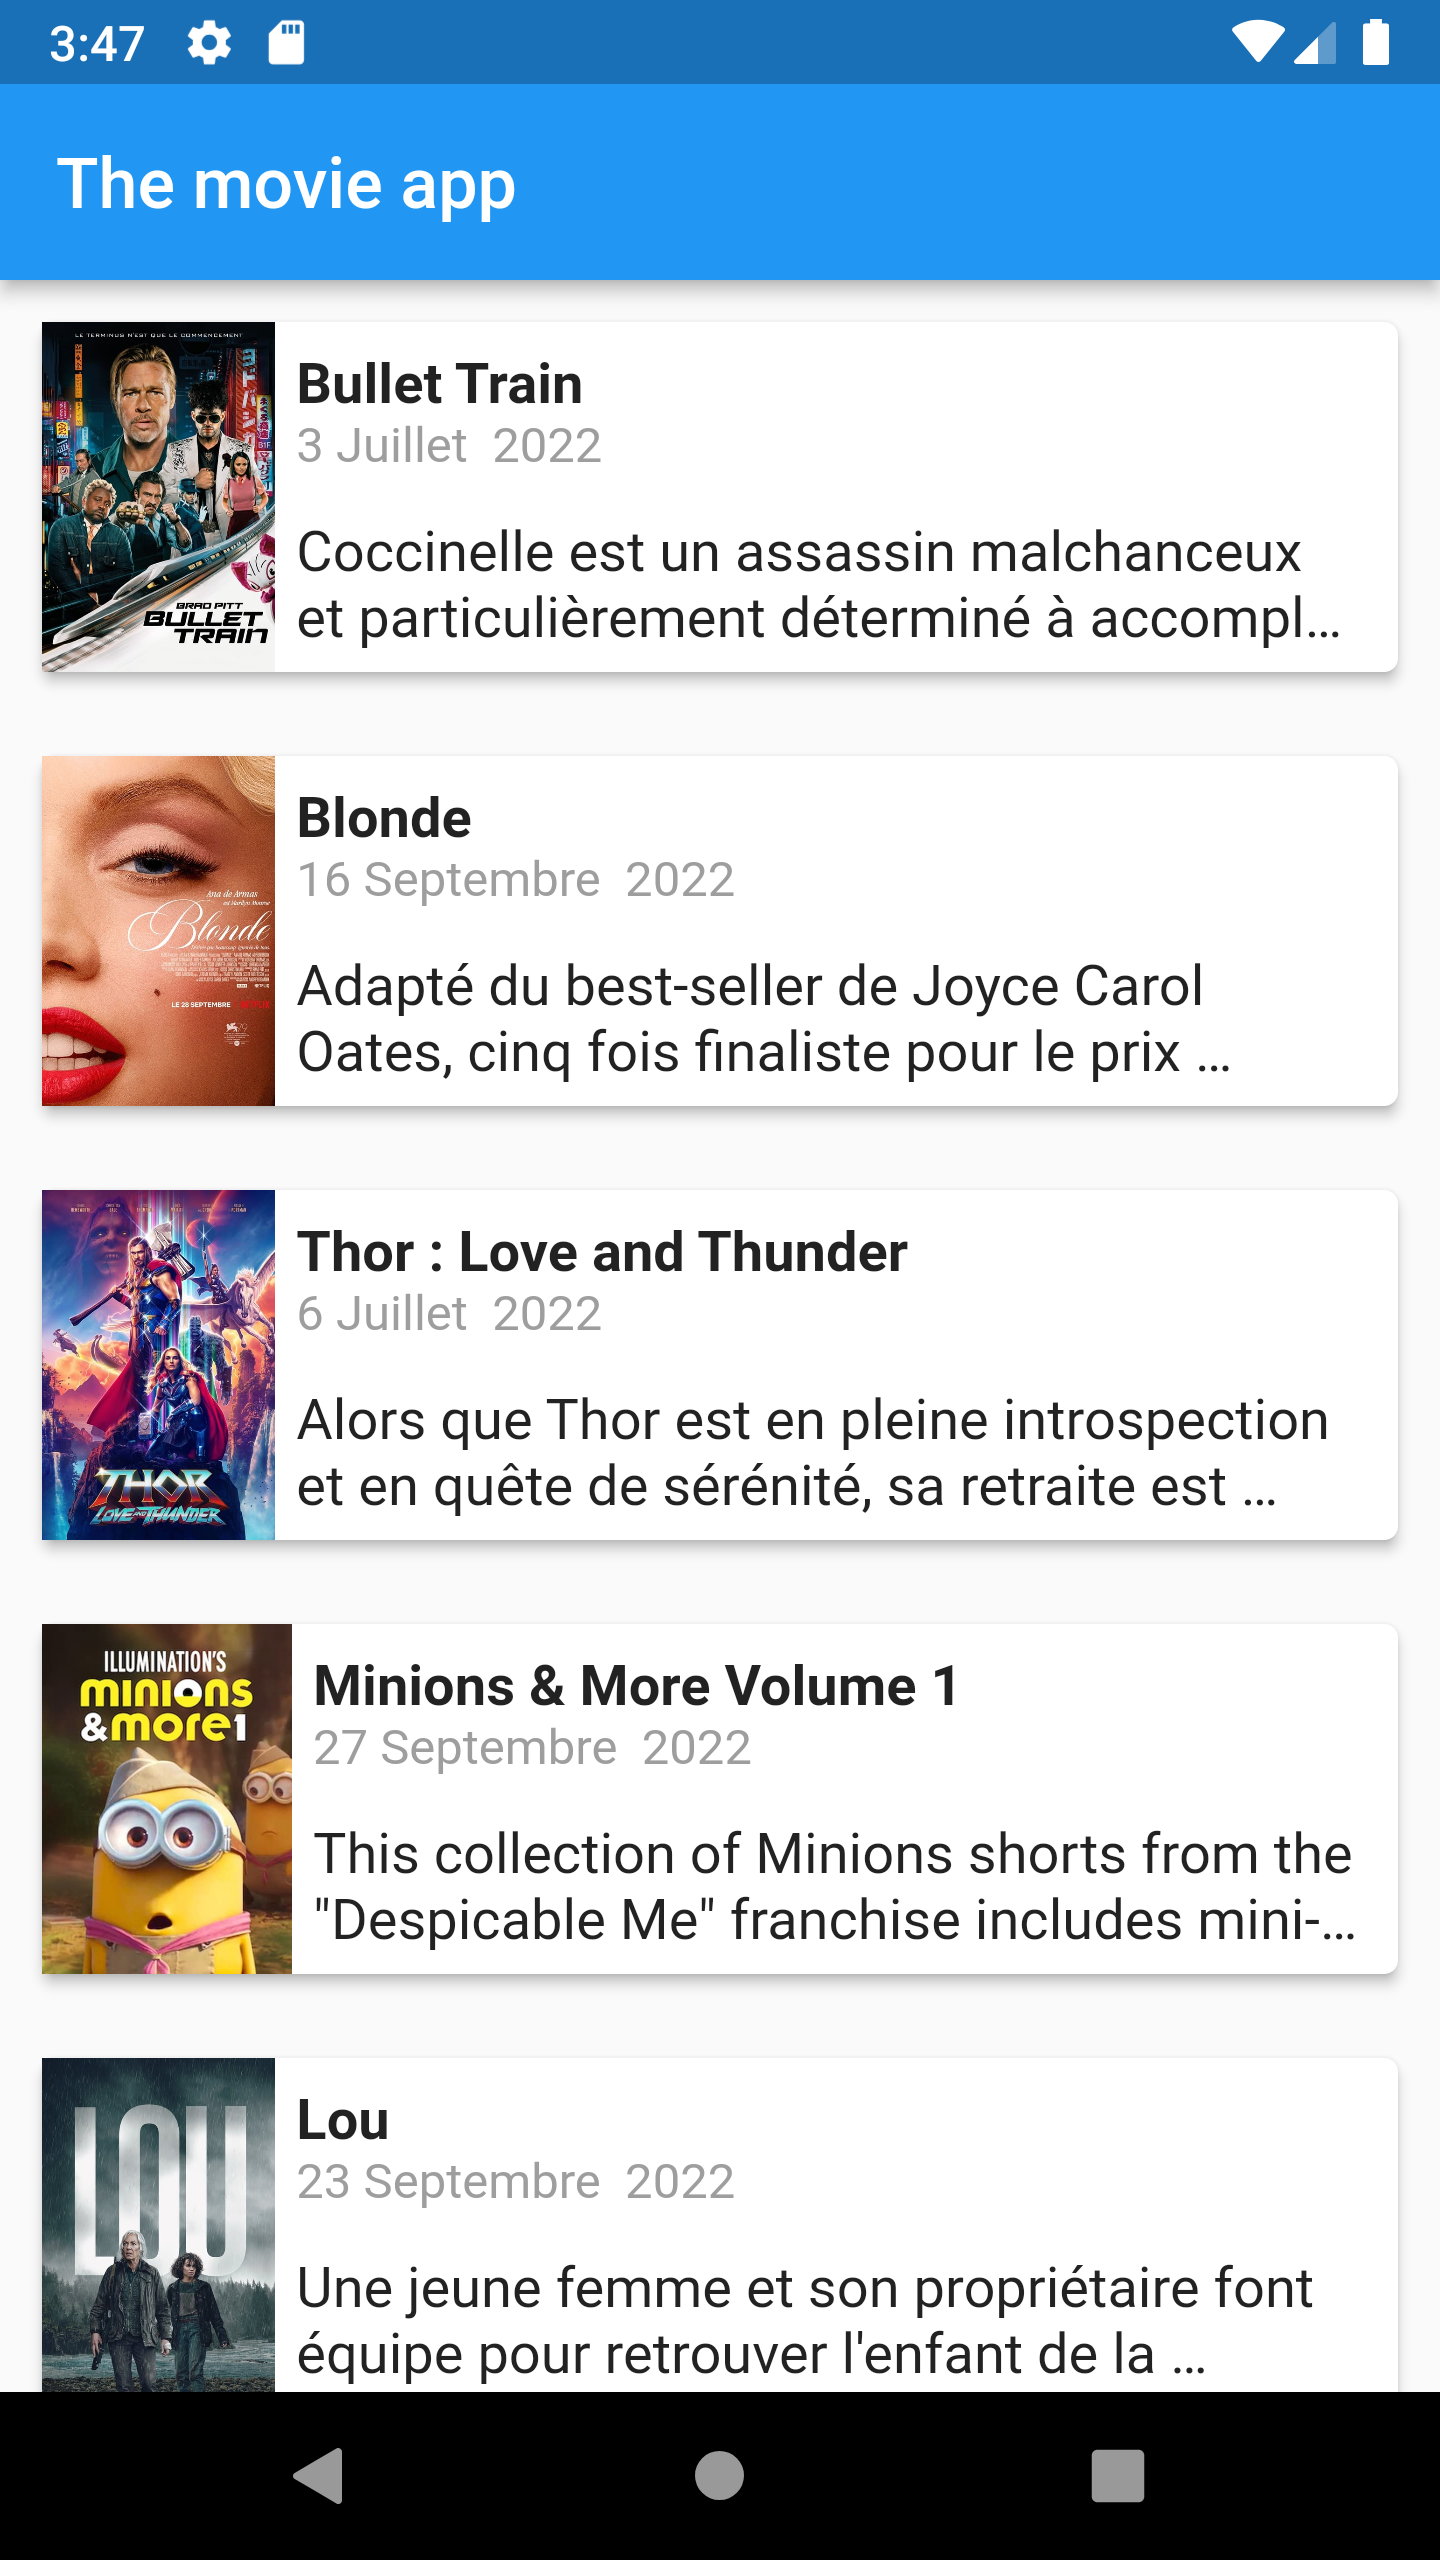 3:47
The movie app
LE TERMINUS N'EST QUE LE COMMENCEMENT
BRAD PITT
BULLET
TRAIN
Bullet Train
3 Juillet 2022
Coccinelle est un assassin malchanceux
et particulièrement déterminé à accompl…
Ana de Armas
est Marilyn Monroe
Blonde
LE 28 SEPTEMBRE
Blonde
16 Septembre 2022
Adapté du best-seller de Joyce Carol
Oates, cinq fois finaliste pour le prix …
THOR
LOVE AND THUNDER
Thor : Love and Thunder
6 Juillet 2022
Alors que Thor est en pleine introspection
et en quête de sérénité, sa retraite est …
ILLUMINATION'S
minions
&more1
Minions & More Volume 1
27 Septembre 2022
This collection of Minions shorts from the
"Despicable Me" franchise includes mini-…
LOU
Lou
23 Septembre 2022
Une jeune femme et son propriétaire font
équipe pour retrouver l'enfant de la …